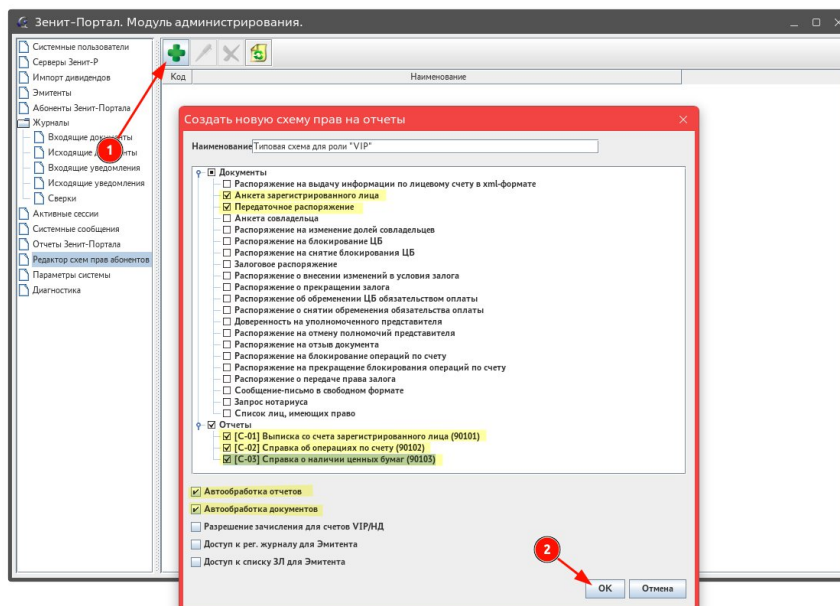 Зенит-Портал. Модуль администрирования.
Системные пользователи
Серверы Зенит-Р
Импорт дивидендов
Эмитенты
Абоненты Зенит-Портала
Журналы
Входящие документы
Исходящие документы
Входящие уведомления
Исходящие уведомления
Сверки
Активные сессии
Системные сообщения
Отчеты Зенит-Портала
Редактор схем прав абонентов
Параметры системы
Диагностика
1
Код Наименование
Создать новую схему прав на отчеты
Наименование Типовая схема для роли "VIP"
Документы
Распоряжение на выдачу информации по лицевому счету в xml-формате
Анкета зарегистрированного лица
Передаточное распоряжение
Анкета совладельца
Распоряжение на изменение долей совладельцев
Распоряжение на блокирование ЦБ
Распоряжение на снятие блокирования ЦБ
Залоговое распоряжение
Распоряжение о внесении изменений в условия залога
Распоряжение о прекращении залога
Распоряжение об обременении ЦБ обязательством оплаты
Распоряжение о снятии обременения обязательства оплаты
Доверенность на уполномоченного представителя
Распоряжение на отмену полномочий представителя
Распоряжение на отзыв документа
Распоряжение на блокирование операций по счету
Распоряжение на прекращение блокирования операций по счету
Распоряжение о передаче права залога
Сообщение-письмо в свободном формате
Запрос нотариуса
Список лиц, имеющих право
Отчеты
[C-01] Выписка со счета зарегистрированного лица (90101)
[C-02] Справка об операциях по счету (90102)
[C-03] Справка о наличии ценных бумаг (90103)
Автообработка отчетов
Автообработка документов
Разрешение зачисления для счетов VIP/НД
Доступ к рег. журналу для Эмитента
Доступ к списку ЗЛ для Эмитента
2
OK Отмена